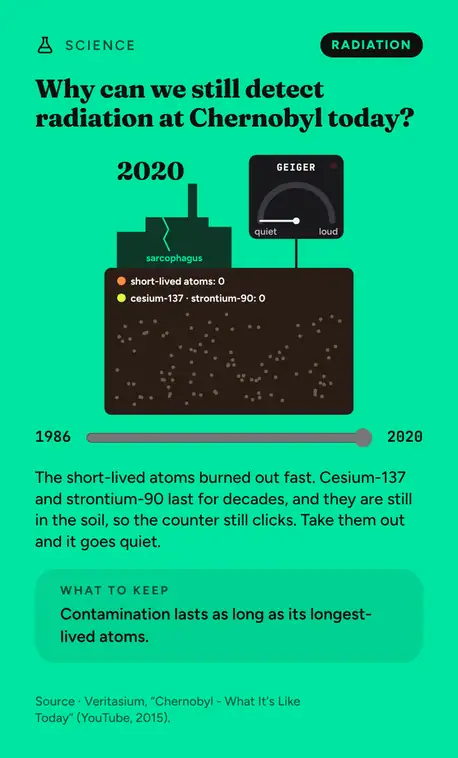 SCIENCE
RADIATION
Why can we still detect
radiation at Chernobyl today?
2020
GEIGER
quiet
loud
sarcophagus
short-lived atoms: 0
cesium-137 · strontium-90: 0
1986
2020
The short-lived atoms burned out fast. Cesium-137
and strontium-90 last for decades, and they are still
in the soil, so the counter still clicks. Take them out
and it goes quiet.
WHAT TO KEEP
Contamination lasts as long as its longest-
lived atoms.
Source · Veritasium, “Chernobyl - What It's Like
Today” (YouTube, 2015).